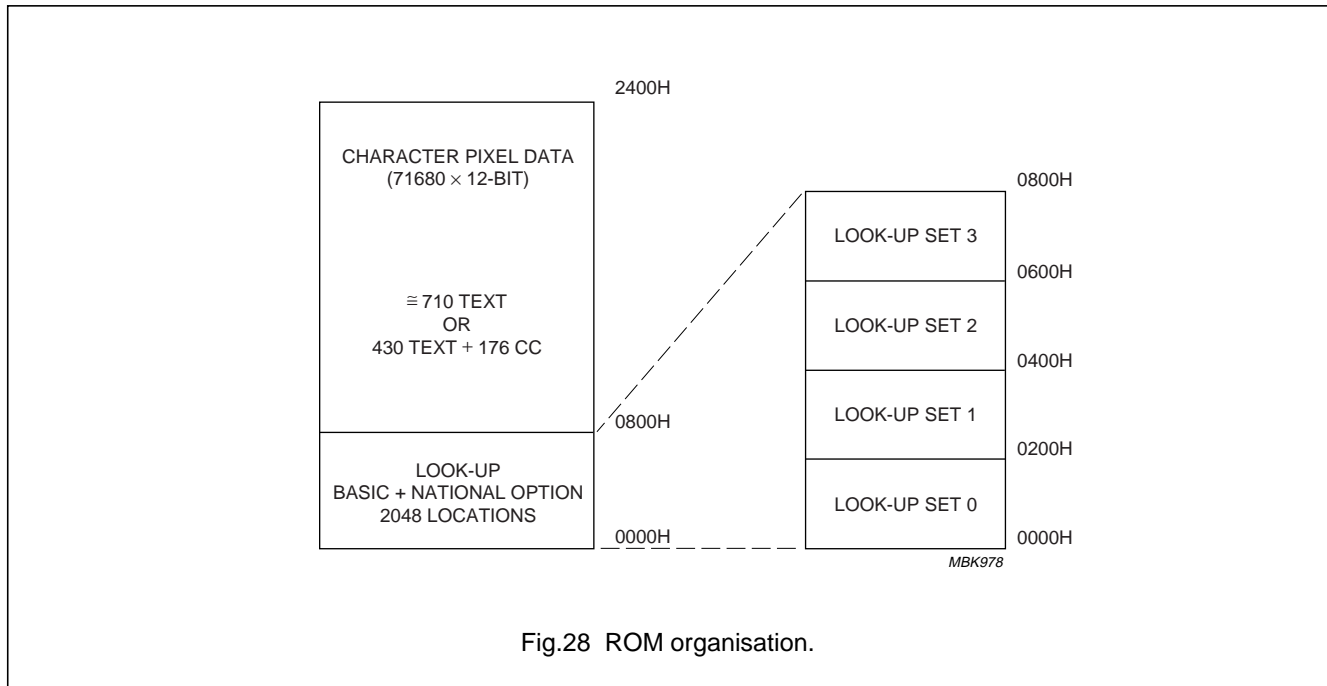 2400H
CHARACTER PIXEL DATA
(71680 × 12-BIT)
≅ 710 TEXT
OR
430 TEXT + 176 CC
0800H
LOOK-UP
BASIC + NATIONAL OPTION
2048 LOCATIONS
0000H
0800H
LOOK-UP SET 3
0600H
LOOK-UP SET 2
0400H
LOOK-UP SET 1
0200H
LOOK-UP SET 0
0000H
MBK978
Fig.28 ROM organisation.